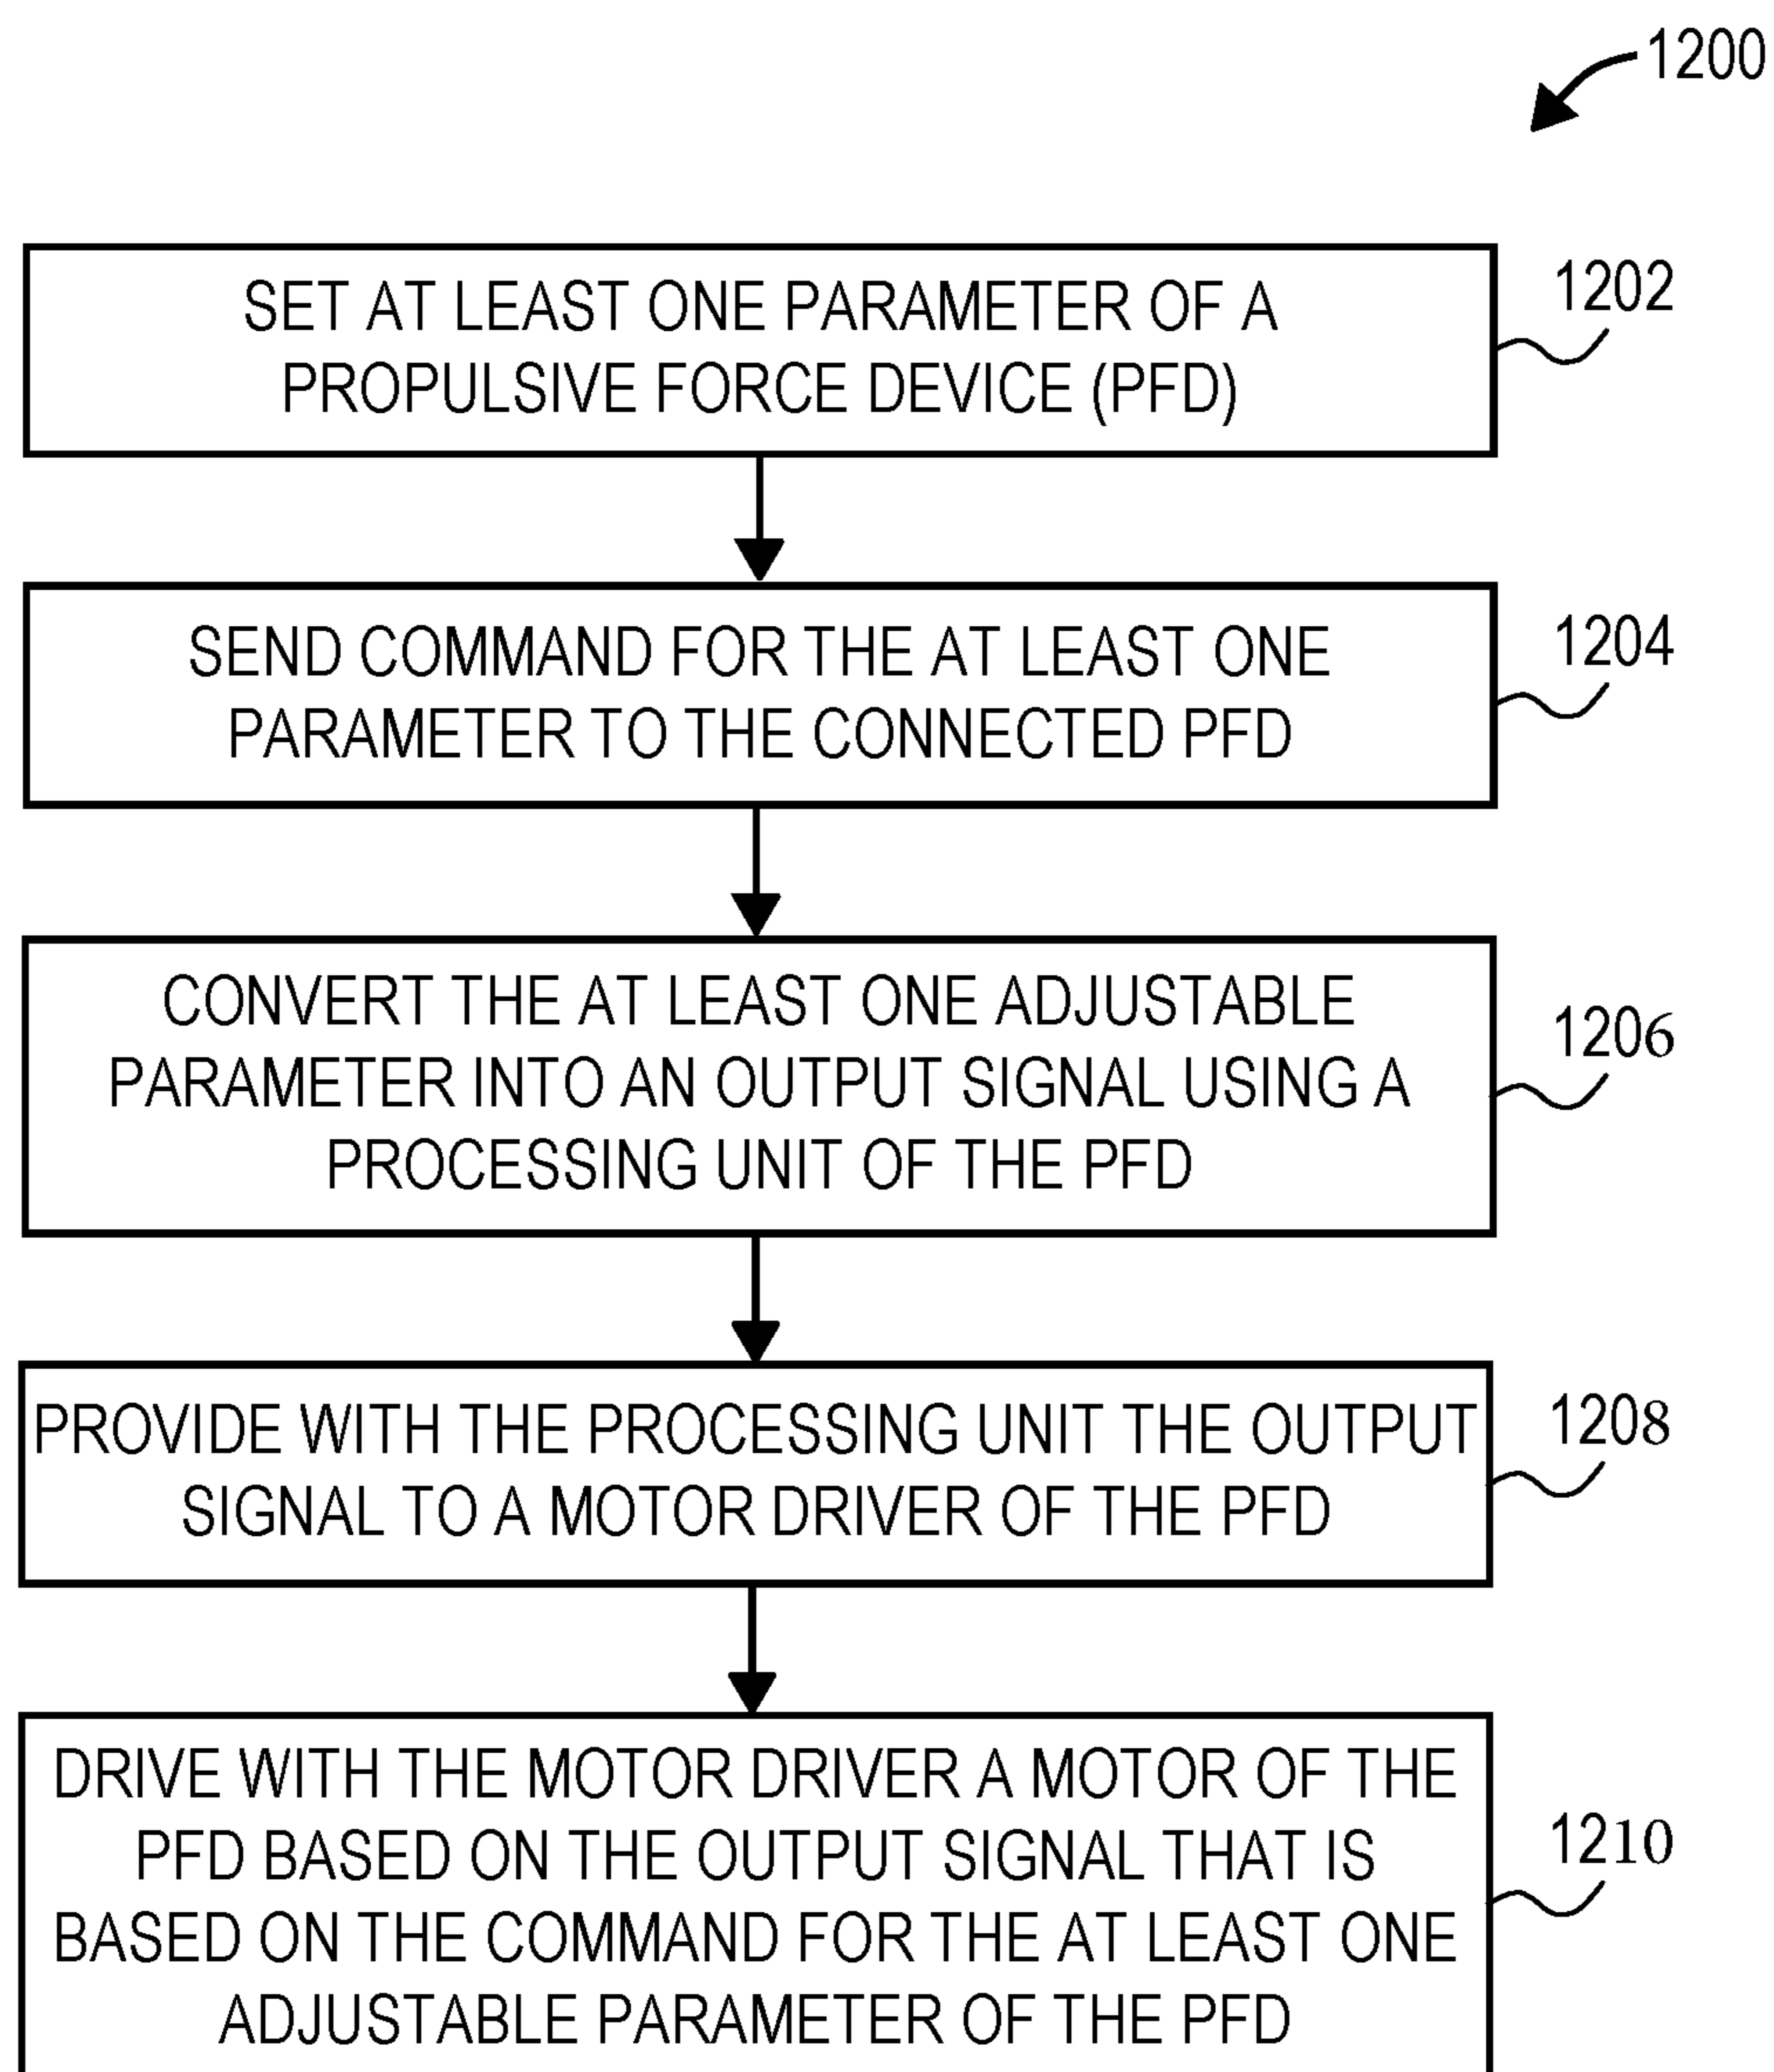 1200
SET AT LEAST ONE PARAMETER OF A
PROPULSIVE FORCE DEVICE (PFD)
1202
SEND COMMAND FOR THE AT LEAST ONE
PARAMETER TO THE CONNECTED PFD
1204
CONVERT THE AT LEAST ONE ADJUSTABLE
PARAMETER INTO AN OUTPUT SIGNAL USING A
PROCESSING UNIT OF THE PFD
1206
PROVIDE WITH THE PROCESSING UNIT THE OUTPUT
SIGNAL TO A MOTOR DRIVER OF THE PFD
1208
DRIVE WITH THE MOTOR DRIVER A MOTOR OF THE
PFD BASED ON THE OUTPUT SIGNAL THAT IS
BASED ON THE COMMAND FOR THE AT LEAST ONE
ADJUSTABLE PARAMETER OF THE PFD
1210